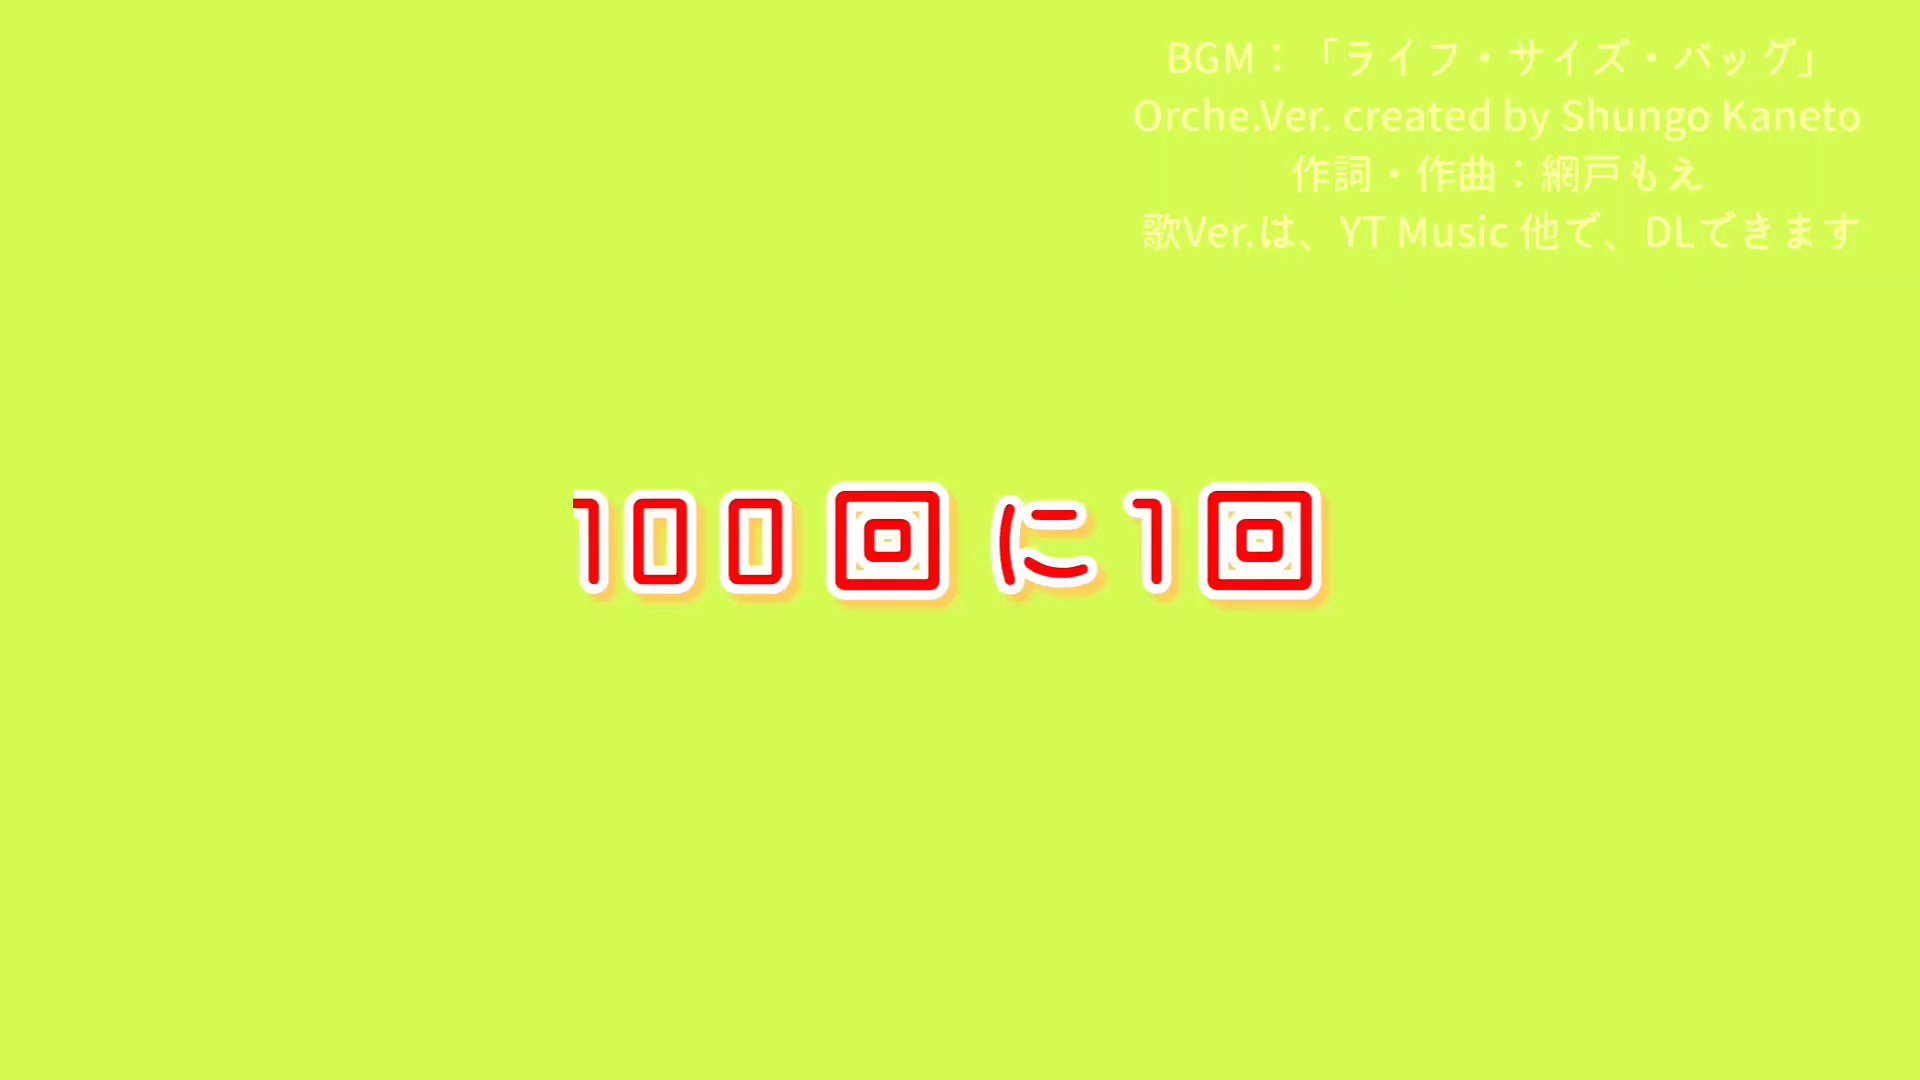 BGM：「ライフ・サイズ・バッグ」
Orche.Ver. created by Shungo Kaneto
作詞・作曲：網戸もえ
歌Ver.は、YT Music 他で、DLできます
100回に1回